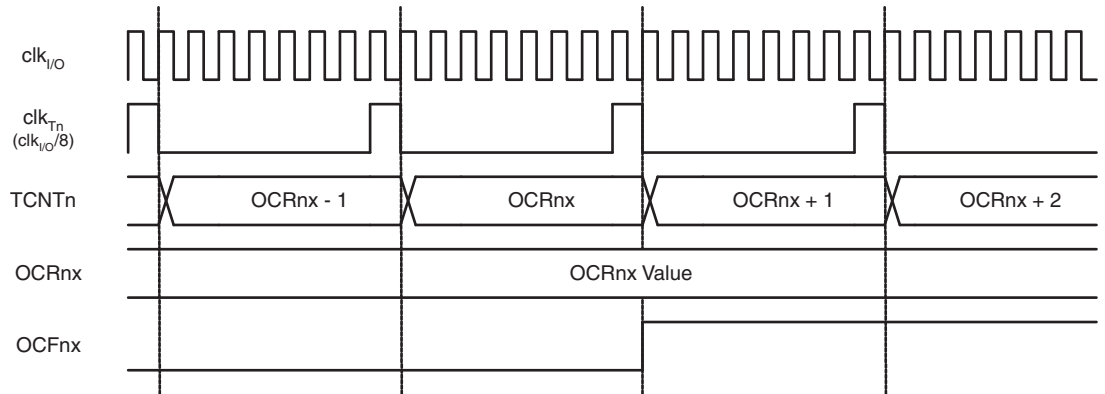 clkI/O
clkTn
(clkI/O/8)
TCNTn OCRnx - 1 OCRnx OCRnx + 1 OCRnx + 2
OCRnx OCRnx Value
OCFnx